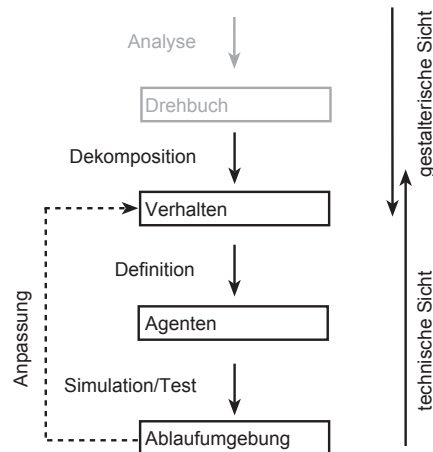 Analyse
Drehbuch
Dekomposition
Verhalten
Definition
Agenten
Simulation/Test
Ablaufumgebung
Anpassung
gestalterische Sicht
technische Sicht